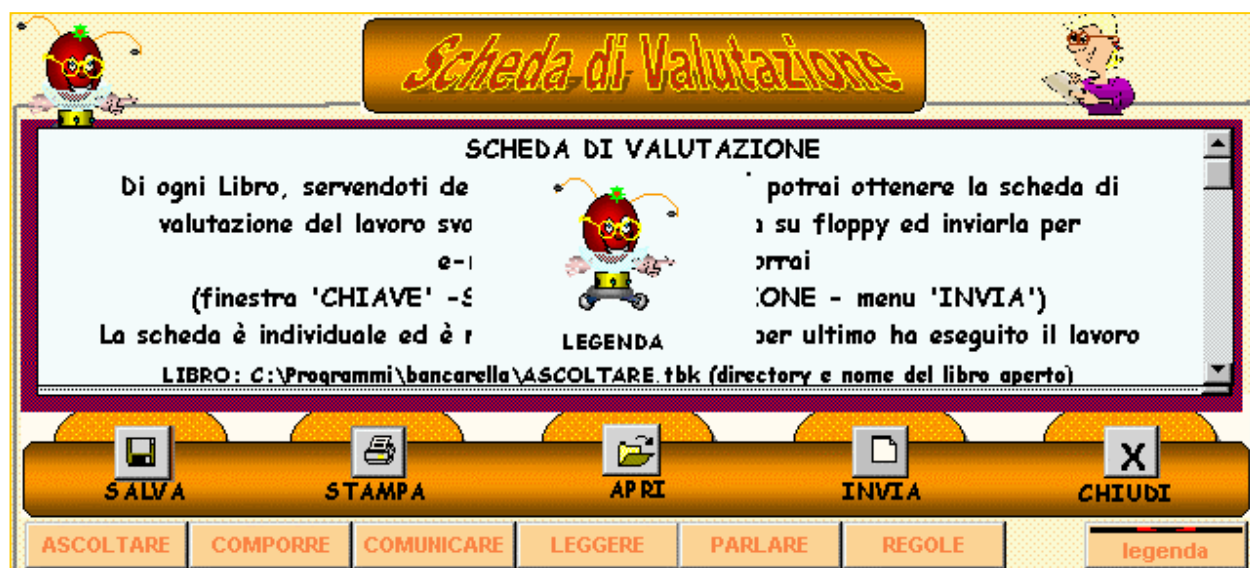 Scheda di Valutazione
SCHEDA DI VALUTAZIONE
Di ogni Libro, servendoti de potrai ottenere la scheda di
valutazione del lavoro svo su floppy ed inviarla per
e- orrai
(finestra 'CHIAVE' -S ZIONE - menu 'INVIA')
La scheda è individuale ed è per ultimo ha eseguito il lavoro
LEGENDA
LIBRO: C:\Programmi\bancarella\ASCOLTARE.tbk (directory e nome del libro aperto)
SALVA STAMPA APRI INVIA CHIUDI
ASCOLTARE COMPORRE COMUNICARE LEGGERE PARLARE REGOLE legenda